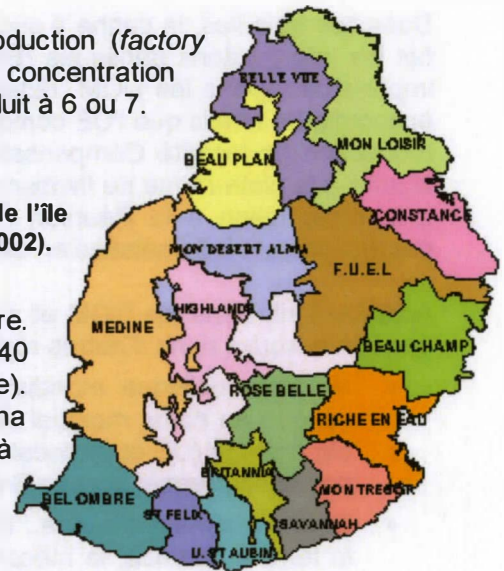 oduction (factory
concentration
duit à 6 ou 7.
de l'île
002).
re.
40
e).
na
à
BELLE VUE
MON LOISIR
BEAU PLAN
CONSTANCE
MON DESERT ALMA
F.U.E.L
HIGHLANDS
MEDINE
BEAU CHAMP
ROSE BELLE
RICHE EN EAU
BRITANNIA
MON TRESOR
BEL OMBRE
ST FELIX
SAVANNAH
U. ST AUBIN